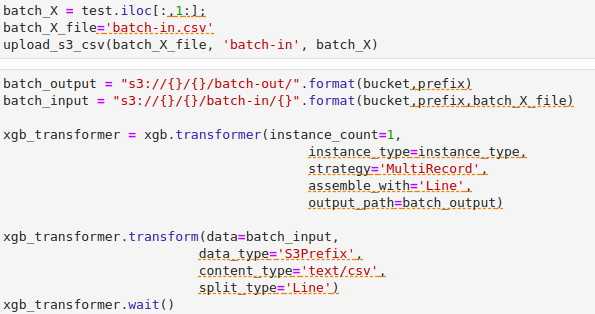 batch_X = test.iloc[:,1:];
batch_X_file='batch-in.csv'
upload_s3_csv(batch_X_file, 'batch-in', batch_X)
batch_output = "s3://{}/{}/batch-out/".format(bucket,prefix)
batch_input = "s3://{}/{}/batch-in/{}".format(bucket,prefix,batch_X_file)
xgb_transformer = xgb.transformer(instance_count=1,
instance_type=instance_type,
strategy='MultiRecord',
assemble_with='Line',
output_path=batch_output)
xgb_transformer.transform(data=batch_input,
data_type='S3Prefix',
content_type='text/csv',
split_type='Line')
xgb_transformer.wait()